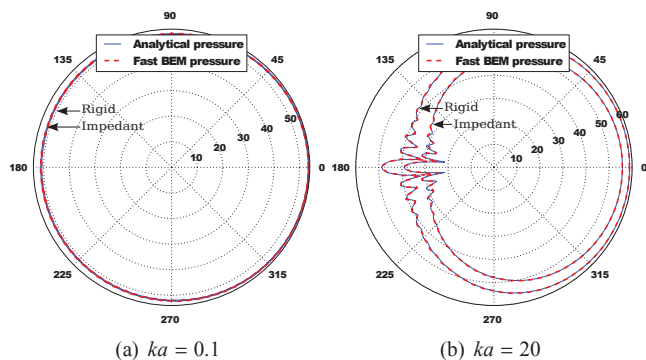 90
135
45
Analytical pressure
Fast BEM pressure
Rigid
Impedant
180
0
10
20
30
40
50
225
315
270
(a) ka = 0.1
90
135
45
Analytical pressure
Fast BEM pressure
Rigid
Impedant
180
0
10
20
30
40
50
60
225
315
270
(b) ka = 20